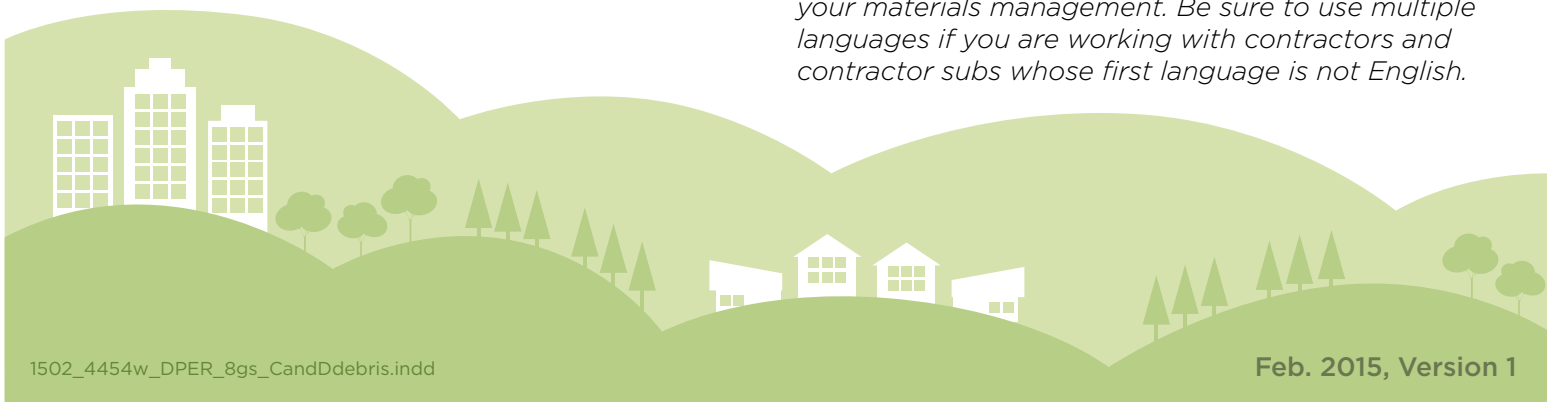 your materials management. Be sure to use multiple
languages if you are working with contractors and
contractor subs whose first language is not English.
1502_4454w_DPER_8gs_CandDdebris.indd
Feb. 2015, Version 1